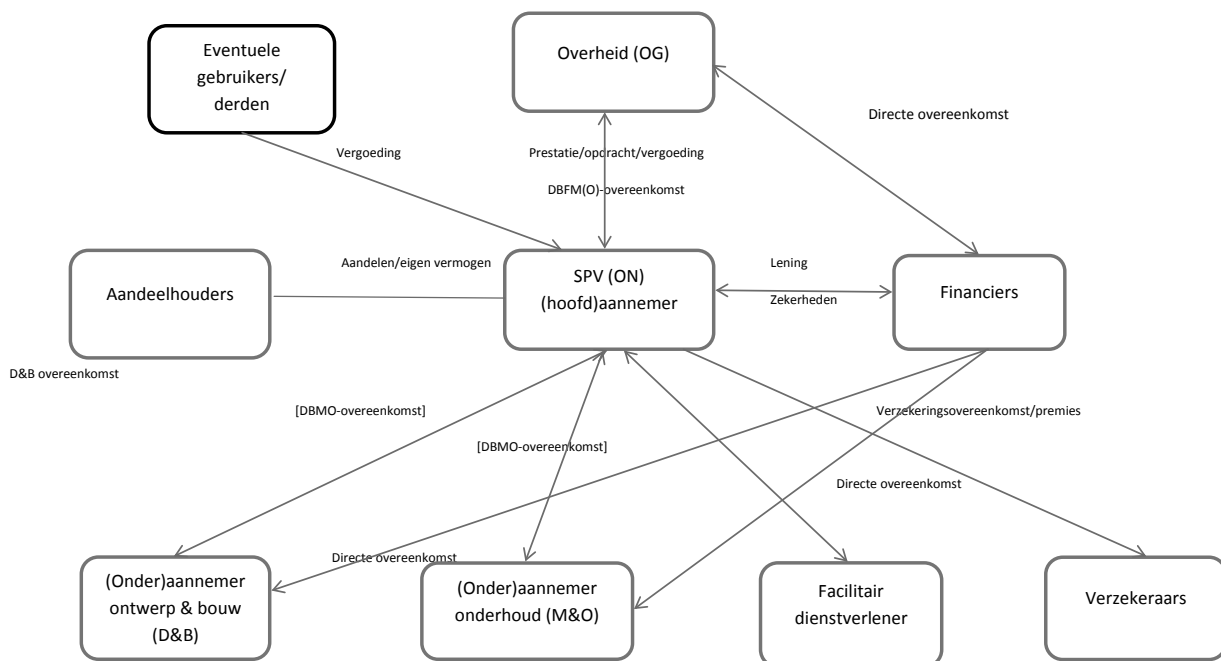 Eventuele
gebruikers/
derden
Overheid (OG)
Directe overeenkomst
Vergoeding
Prestatie/opdracht/vergoeding
DBFM(O)-overeenkomst
Aandeelhouders
Aandelen/eigen vermogen
SPV (ON)
(hoofd)aannemer
Lening
Zekerheden
Financiers
D&B overeenkomst
[DBMO-overeenkomst]
[DBMO-overeenkomst]
Verzekeringsovereenkomst/premies
Directe overeenkomst
Directe overeenkomst
(Onder)aannemer
ontwerp & bouw
(D&B)
(Onder)aannemer
onderhoud (M&O)
Facilitair
dienstverlener
Verzekeraars